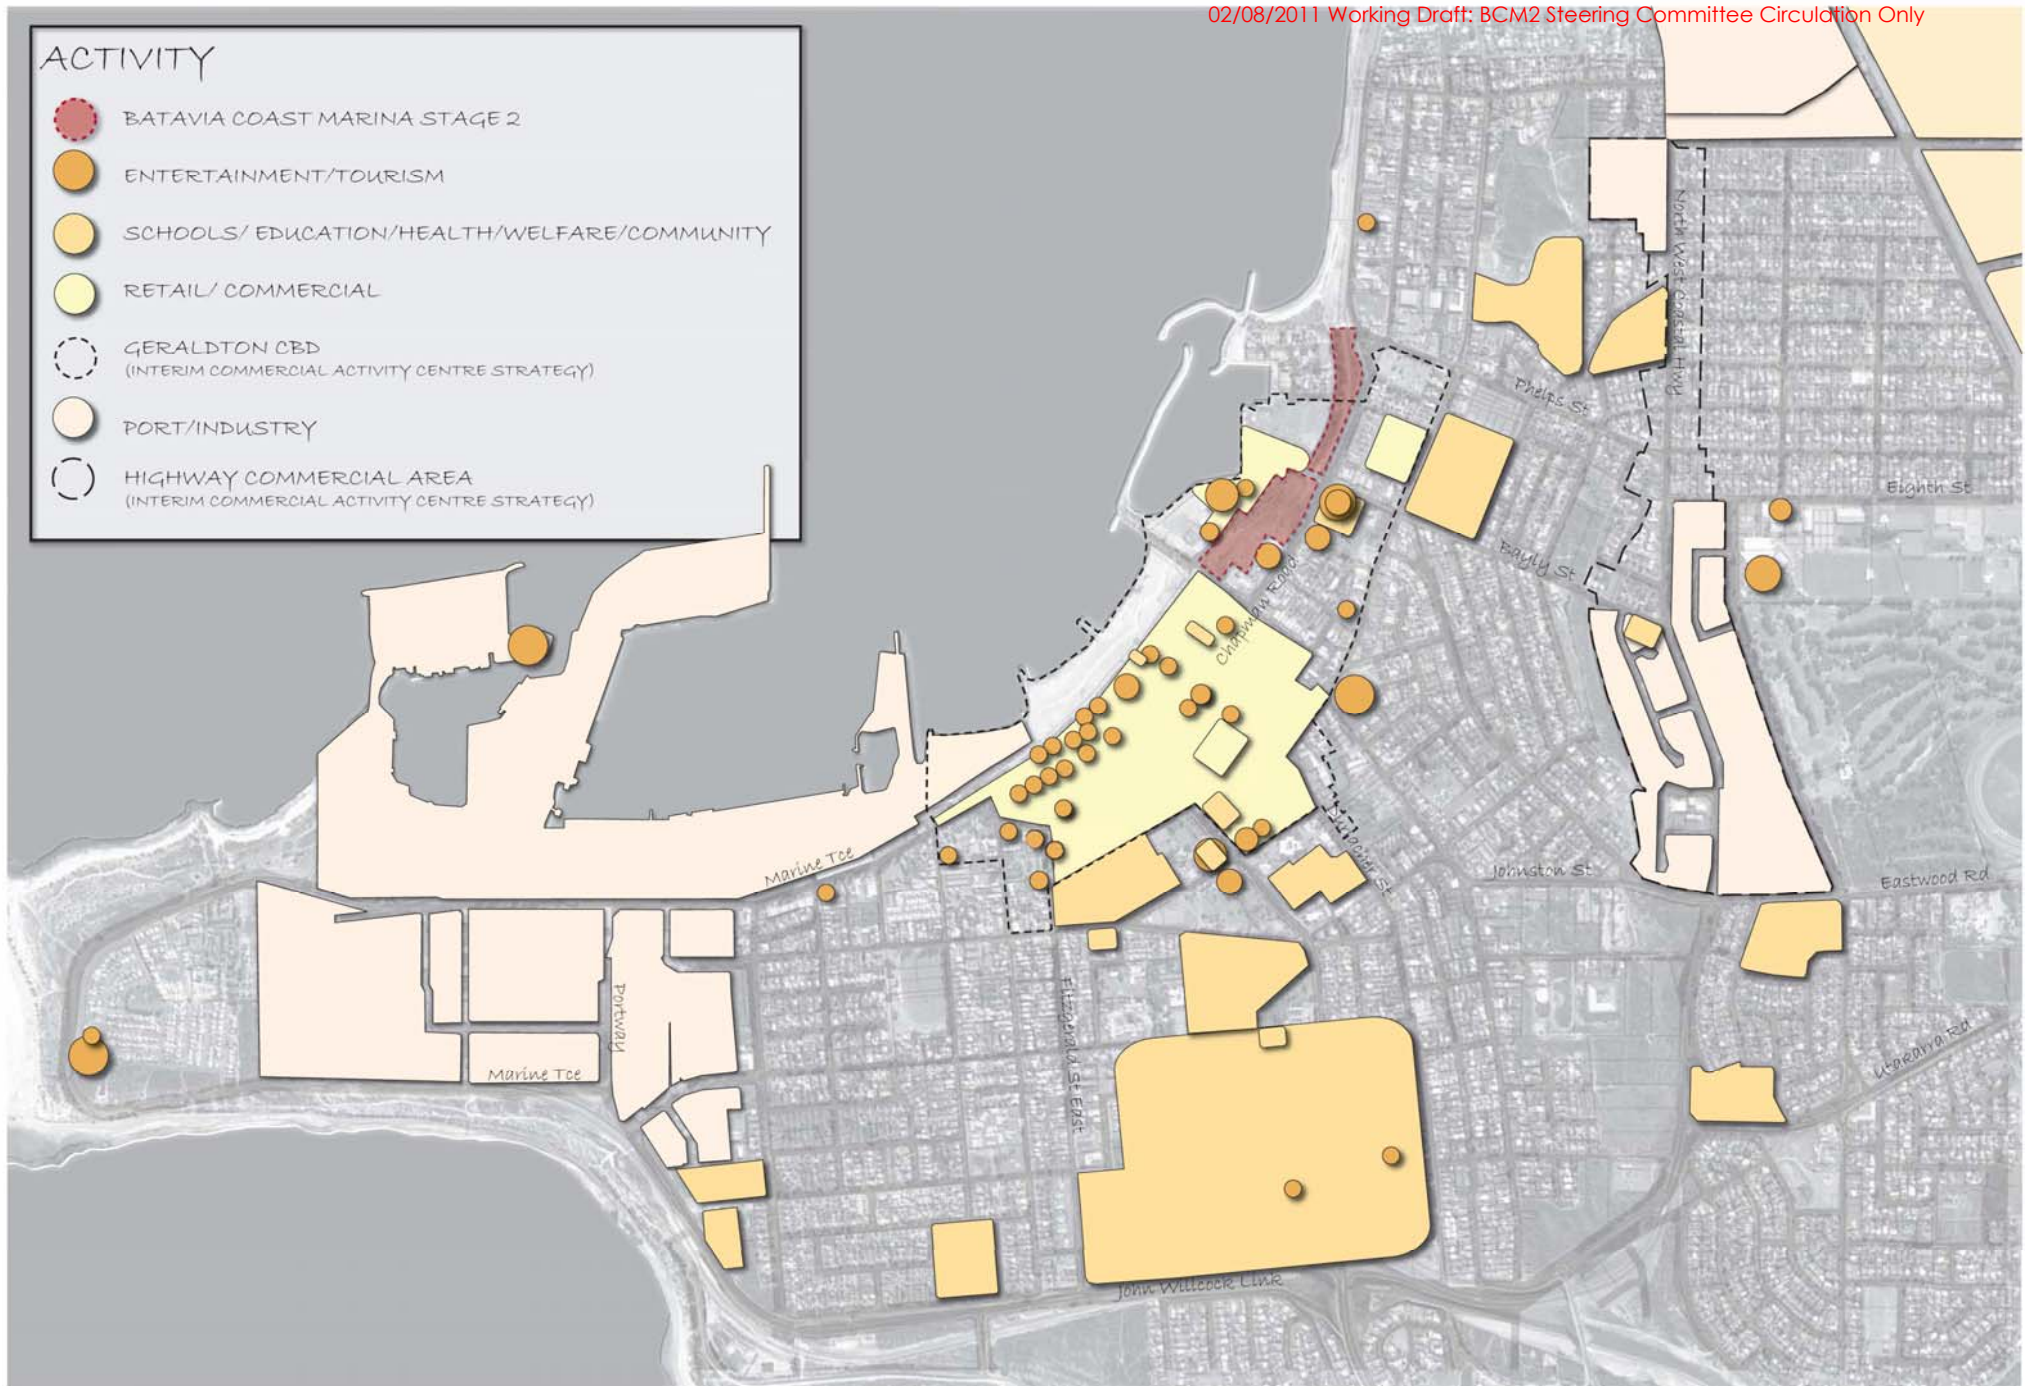 02/08/2011 Working Draft: BCM2 Steering Committee Circulation Only
ACTIVITY
BATAVIA COAST MARINA STAGE 2
ENTERTAINMENT/TOURISM
SCHOOLS/ EDUCATION/HEALTH/WELFARE/COMMUNITY
RETAIL/ COMMERCIAL
GERALDTON CBD
(INTERIM COMMERCIAL ACTIVITY CENTRE STRATEGY)
PORT/INDUSTRY
HIGHWAY COMMERCIAL AREA
(INTERIM COMMERCIAL ACTIVITY CENTRE STRATEGY)
North West Coastal Hwy
Phelps St
Eighth St
Bayly St
Chapman Road
Durlacher St
Marine Tce
Johnston St
Eastwood Rd
Portway
Fitzgerald St East
Marine Tce
Utakarra Rd
John Willcock Link